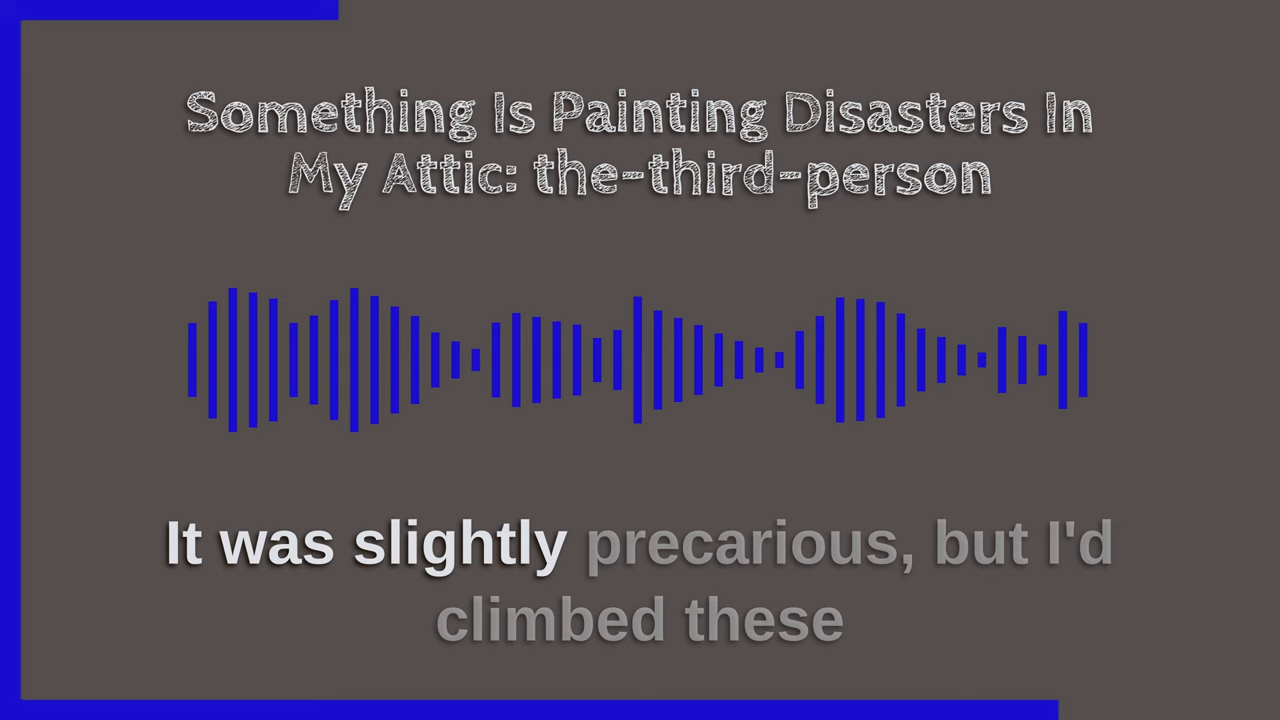 Something Is Painting Disasters In
My Attic: the-third-person
It was slightly precarious, but I'd
climbed these